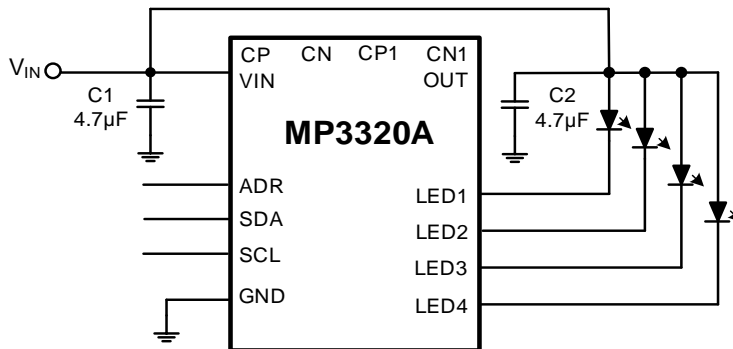 CP CN CP1 CN1
VIN OUT
V_IN
C1
4.7µF
C2
4.7µF
MP3320A
ADR
SDA
SCL
GND
LED1
LED2
LED3
LED4